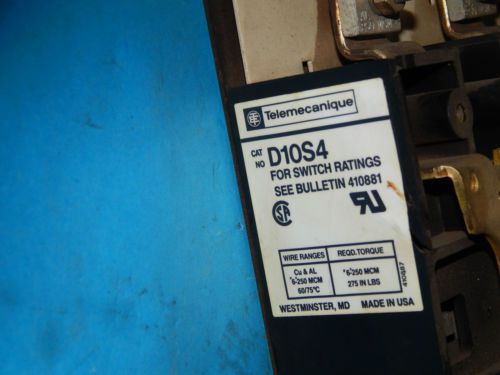 Telemecanique
CAT NO D10S4
FOR SWITCH RATINGS
SEE BULLETIN 410881
WIRE RANGES REQD.TORQUE
Cu & AL *6-250 MCM
*6-250 MCM 275 IN LBS
60/75°C
410887
WESTMINSTER, MD MADE IN USA